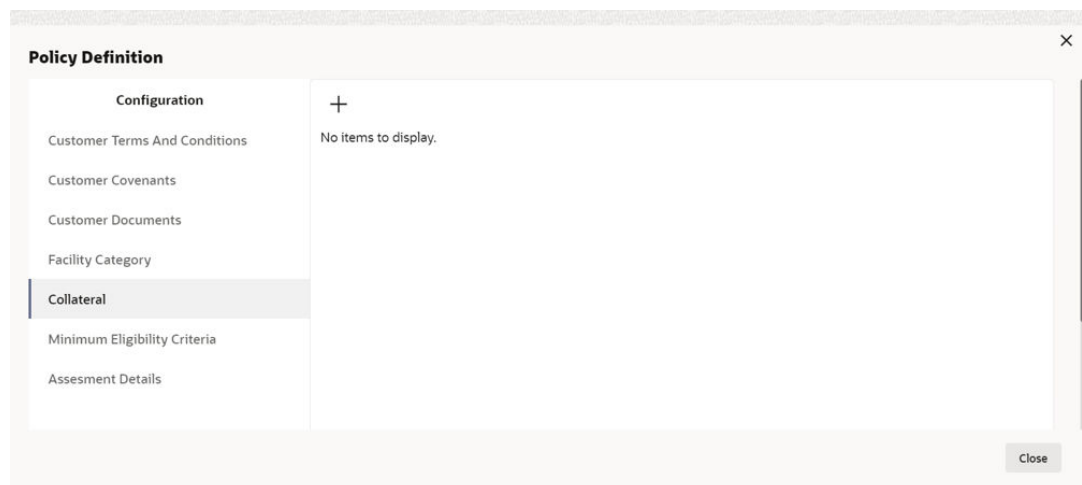 Policy Definition
Configuration
Customer Terms And Conditions
Customer Covenants
Customer Documents
Facility Category
Collateral
Minimum Eligibility Criteria
Assesment Details
No items to display.
Close